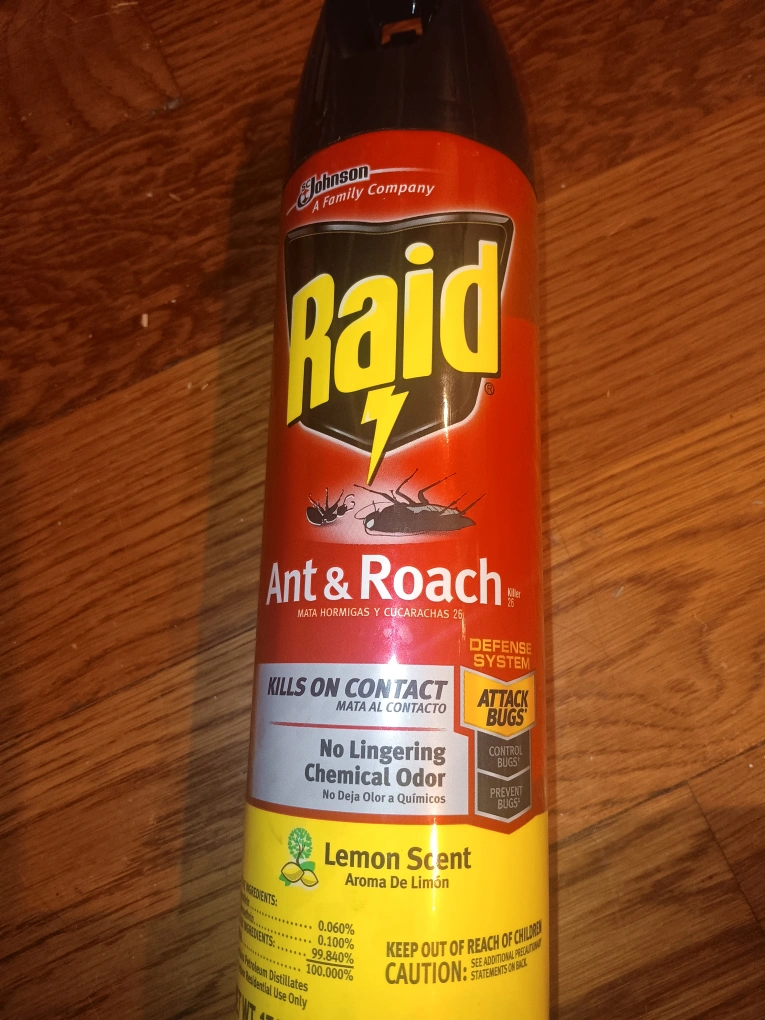 SC Johnson
A Family Company
Raid®
Ant & Roach Killer 26
MATA HORMIGAS Y CUCARACHAS 26
DEFENSE
SYSTEM
ATTACK
BUGS
CONTROL
BUGS
PREVENT
BUGS
KILLS ON CONTACT
MATA AL CONTACTO
No Lingering
Chemical Odor
No Deja Olor a Químicos
Lemon Scent
Aroma De Limón
INGREDIENTS:
0.060%
0.100%
INGREDIENTS: 99.840%
100.000%
Petroleum Distillates
Residential Use Only
KEEP OUT OF REACH OF CHILDREN
CAUTION: SEE ADDITIONAL PRECAUTIONARY
STATEMENTS ON BACK.